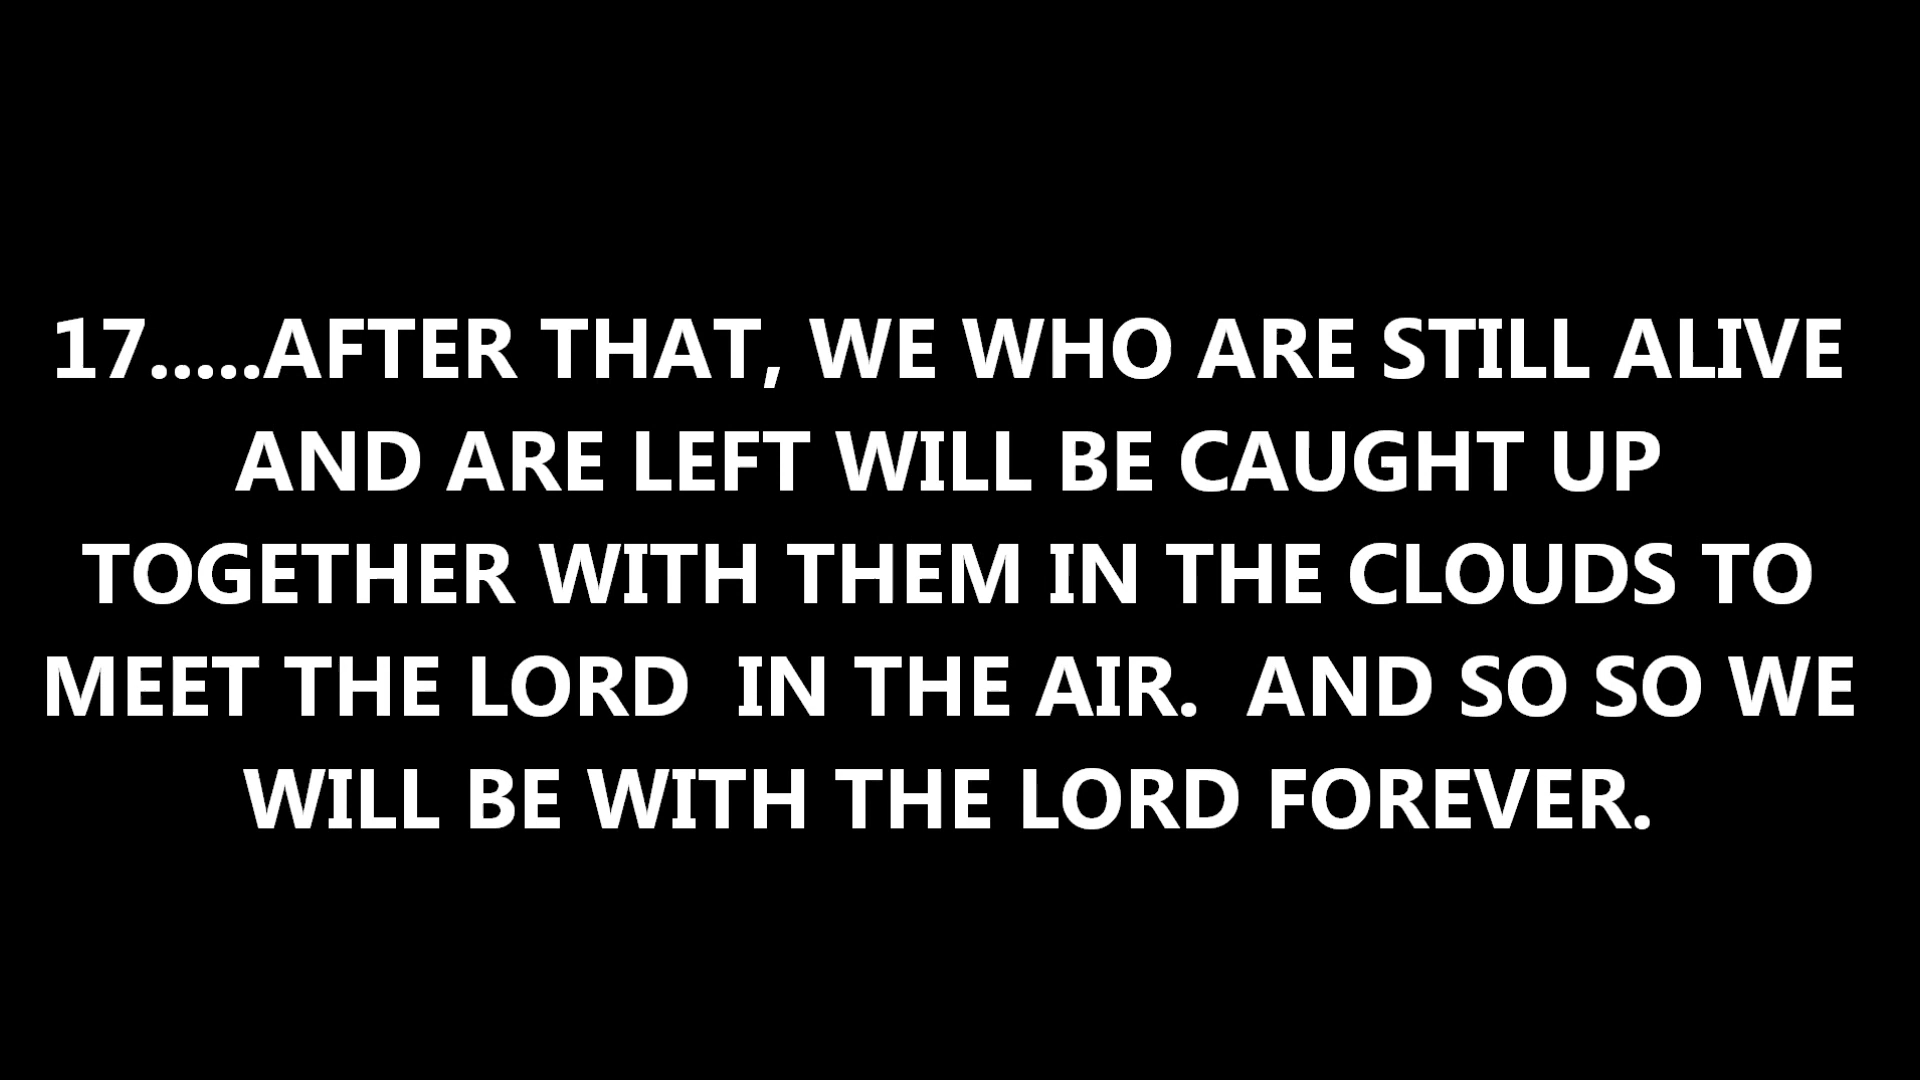 17.....AFTER THAT, WE WHO ARE STILL ALIVE
AND ARE LEFT WILL BE CAUGHT UP
TOGETHER WITH THEM IN THE CLOUDS TO
MEET THE LORD  IN THE AIR.  AND SO SO WE
WILL BE WITH THE LORD FOREVER.